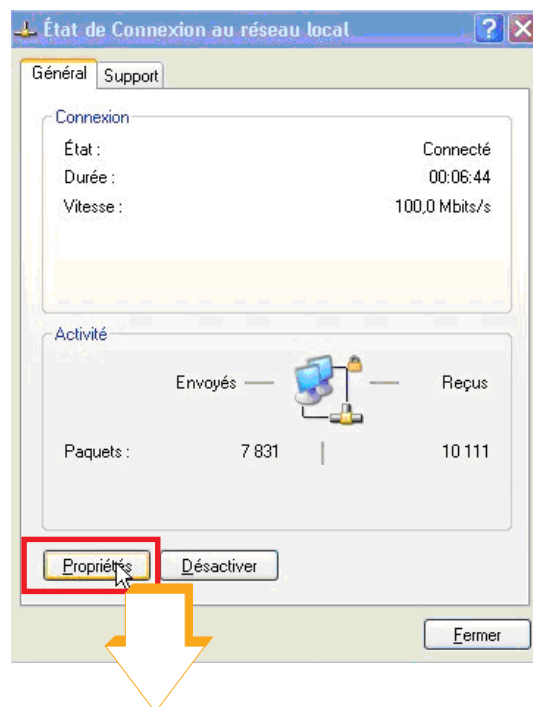 État de Connexion au réseau local
Général Support
Connexion
État : Connecté
Durée : 00:06:44
Vitesse : 100,0 Mbits/s
Activité
Envoyés Reçus
Paquets : 7 831 10 111
Propriétés Désactiver
Fermer